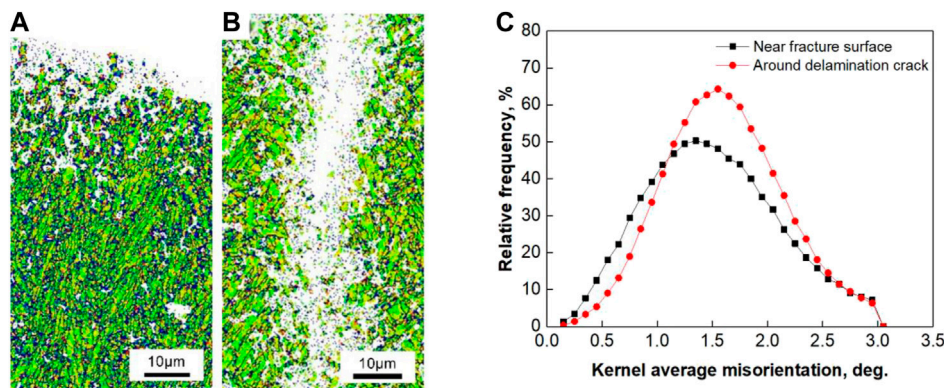 A
10μm
B
10μm
C
Relative frequency, %
80
70
60
50
40
30
20
10
0
0.0 0.5 1.0 1.5 2.0 2.5 3.0 3.5
Kernel average misorientation, deg.
Near fracture surface
Around delamination crack